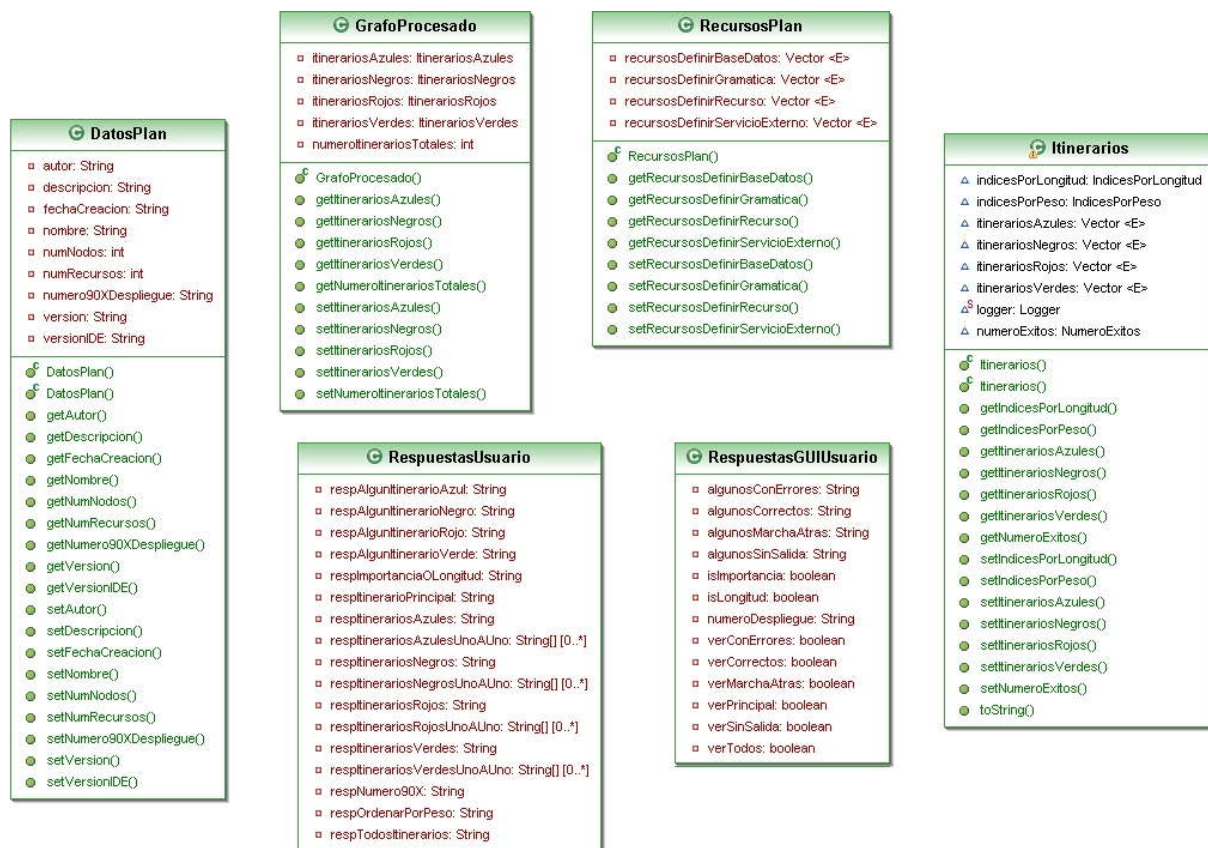 GrafoProcesado
itinerariosAzules: ItinerariosAzules
itinerariosNegros: ItinerariosNegros
itinerariosRojos: ItinerariosRojos
itinerariosVerdes: ItinerariosVerdes
numeroItinerariosTotales: int
GrafoProcesado()
getItinerariosAzules()
getItinerariosNegros()
getItinerariosRojos()
getItinerariosVerdes()
getNumeroItinerariosTotales()
setItinerariosAzules()
setItinerariosNegros()
setItinerariosRojos()
setItinerariosVerdes()
setNumeroItinerariosTotales()
RecursosPlan
recursosDefinirBaseDatos: Vector <E>
recursosDefinirGramatica: Vector <E>
recursosDefinirRecurso: Vector <E>
recursosDefinirServicioExterno: Vector <E>
RecursosPlan()
getRecursosDefinirBaseDatos()
getRecursosDefinirGramatica()
getRecursosDefinirRecurso()
getRecursosDefinirServicioExterno()
setRecursosDefinirBaseDatos()
setRecursosDefinirGramatica()
setRecursosDefinirRecurso()
setRecursosDefinirServicioExterno()
DatosPlan
autor: String
descripcion: String
fechaCreacion: String
nombre: String
numNodos: int
numRecursos: int
numero90XDespliegue: String
version: String
versionIDE: String
DatosPlan()
DatosPlan()
getAutor()
getDescripcion()
getFechaCreacion()
getNombre()
getNumNodos()
getNumRecursos()
getNumero90XDespliegue()
getVersion()
getVersionIDE()
setAutor()
setDescripcion()
setFechaCreacion()
setNombre()
setNumNodos()
setNumRecursos()
setNumero90XDespliegue()
setVersion()
setVersionIDE()
Itinerarios
indicesPorLongitud: IndicesPorLongitud
indicesPorPeso: IndicesPorPeso
itinerariosAzules: Vector <E>
itinerariosNegros: Vector <E>
itinerariosRojos: Vector <E>
itinerariosVerdes: Vector <E>
logger: Logger
numeroExitos: NumeroExitos
Itinerarios()
Itinerarios()
getIndicesPorLongitud()
getIndicesPorPeso()
getItinerariosAzules()
getItinerariosNegros()
getItinerariosRojos()
getItinerariosVerdes()
getNumeroExitos()
setIndicesPorLongitud()
setIndicesPorPeso()
setItinerariosAzules()
setItinerariosNegros()
setItinerariosRojos()
setItinerariosVerdes()
setNumeroExitos()
toString()
RespuestasUsuario
respAlgunItinerarioAzul: String
respAlgunItinerarioNegro: String
respAlgunItinerarioRojo: String
respAlgunItinerarioVerde: String
respImportanciaOLongitud: String
respItinerarioPrincipal: String
respItinerariosAzules: String
respItinerariosAzulesUnoAUno: String[] [0..*]
respItinerariosNegros: String
respItinerariosNegrosUnoAUno: String[] [0..*]
respItinerariosRojos: String
respItinerariosRojosUnoAUno: String[] [0..*]
respItinerariosVerdes: String
respItinerariosVerdesUnoAUno: String[] [0..*]
respNumero90X: String
respOrdenarPorPeso: String
respTodosItinerarios: String
RespuestasGUIUsuario
algunosConErrores: String
algunosCorrectos: String
algunosMarchaAtras: String
algunosSinSalida: String
isImportancia: boolean
isLongitud: boolean
numeroDespliegue: String
verConErrores: boolean
verCorrectos: boolean
verMarchaAtras: boolean
verPrincipal: boolean
verSinSalida: boolean
verTodos: boolean